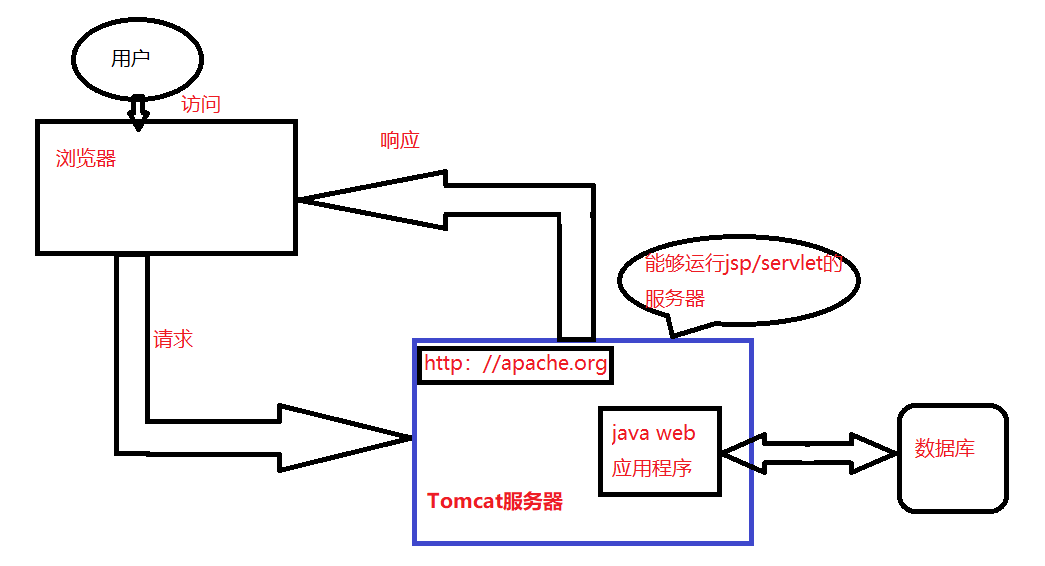 用户
访问
浏览器
响应
能够运行jsp/servlet的
服务器
请求
http：//apache.org
java web
应用程序
数据库
Tomcat服务器